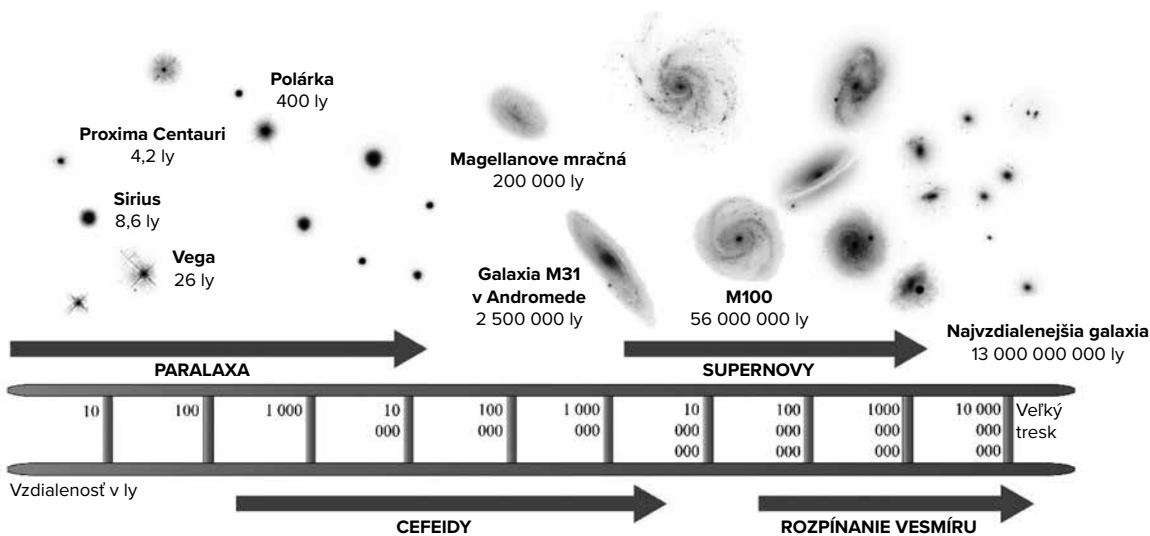 Polárka
400 ly
Proxima Centauri
4,2 ly
Sirius
8,6 ly
Vega
26 ly
Magellanove mračná
200 000 ly
Galaxia M31
v Andromede
2 500 000 ly
M100
56 000 000 ly
Najvzdialenejšia galaxia
13 000 000 000 ly
PARALAXA
SUPERNOVY
10
100
1 000
10
000
100
000
1 000
000
10
000
000
100
000
000
1000
000
000
10 000
000
000
Veľký
tresk
Vzdialenosť v ly
CEFEIDY
ROZPÍNANIE VESMÍRU